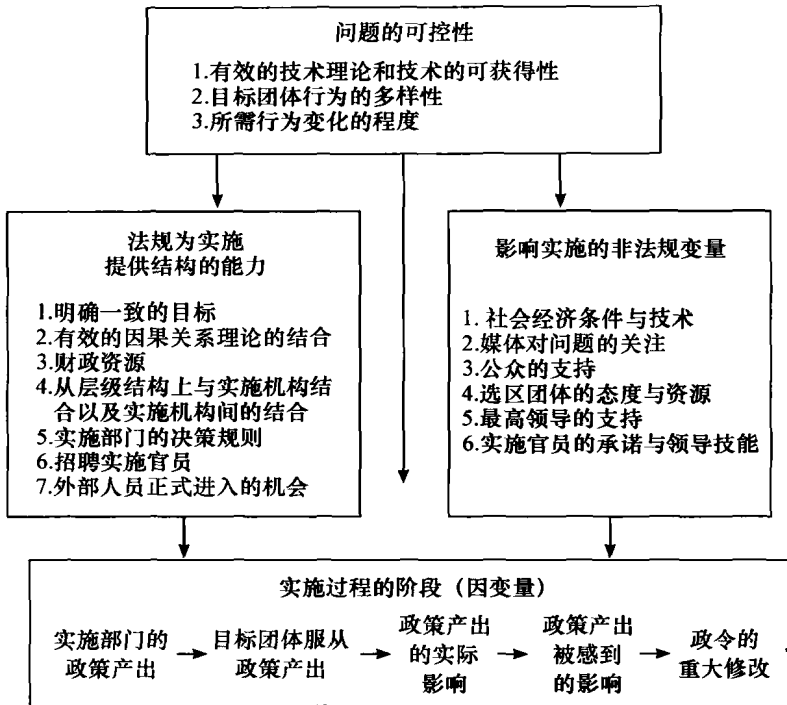 问题的可控性
1.有效的技术理论和技术的可获得性
2.目标团体行为的多样性
3.所需行为变化的程度
法规为实施
提供结构的能力
1.明确一致的目标
2.有效的因果关系理论的结合
3.财政资源
4.从层级结构上与实施机构结
合以及实施机构间的结合
5.实施部门的决策规则
6.招聘实施官员
7.外部人员正式进入的机会
影响实施的非法规变量
1. 社会经济条件与技术
2.媒体对问题的关注
3.公众的支持
4.选区团体的态度与资源
5.最高领导的支持
6.实施官员的承诺与领导技能
实施过程的阶段（因变量）
实施部门的
政策产出
目标团体服从
政策产出
政策产出
的实际
影响
政策产出
被感到
的影响
政令的
重大修改